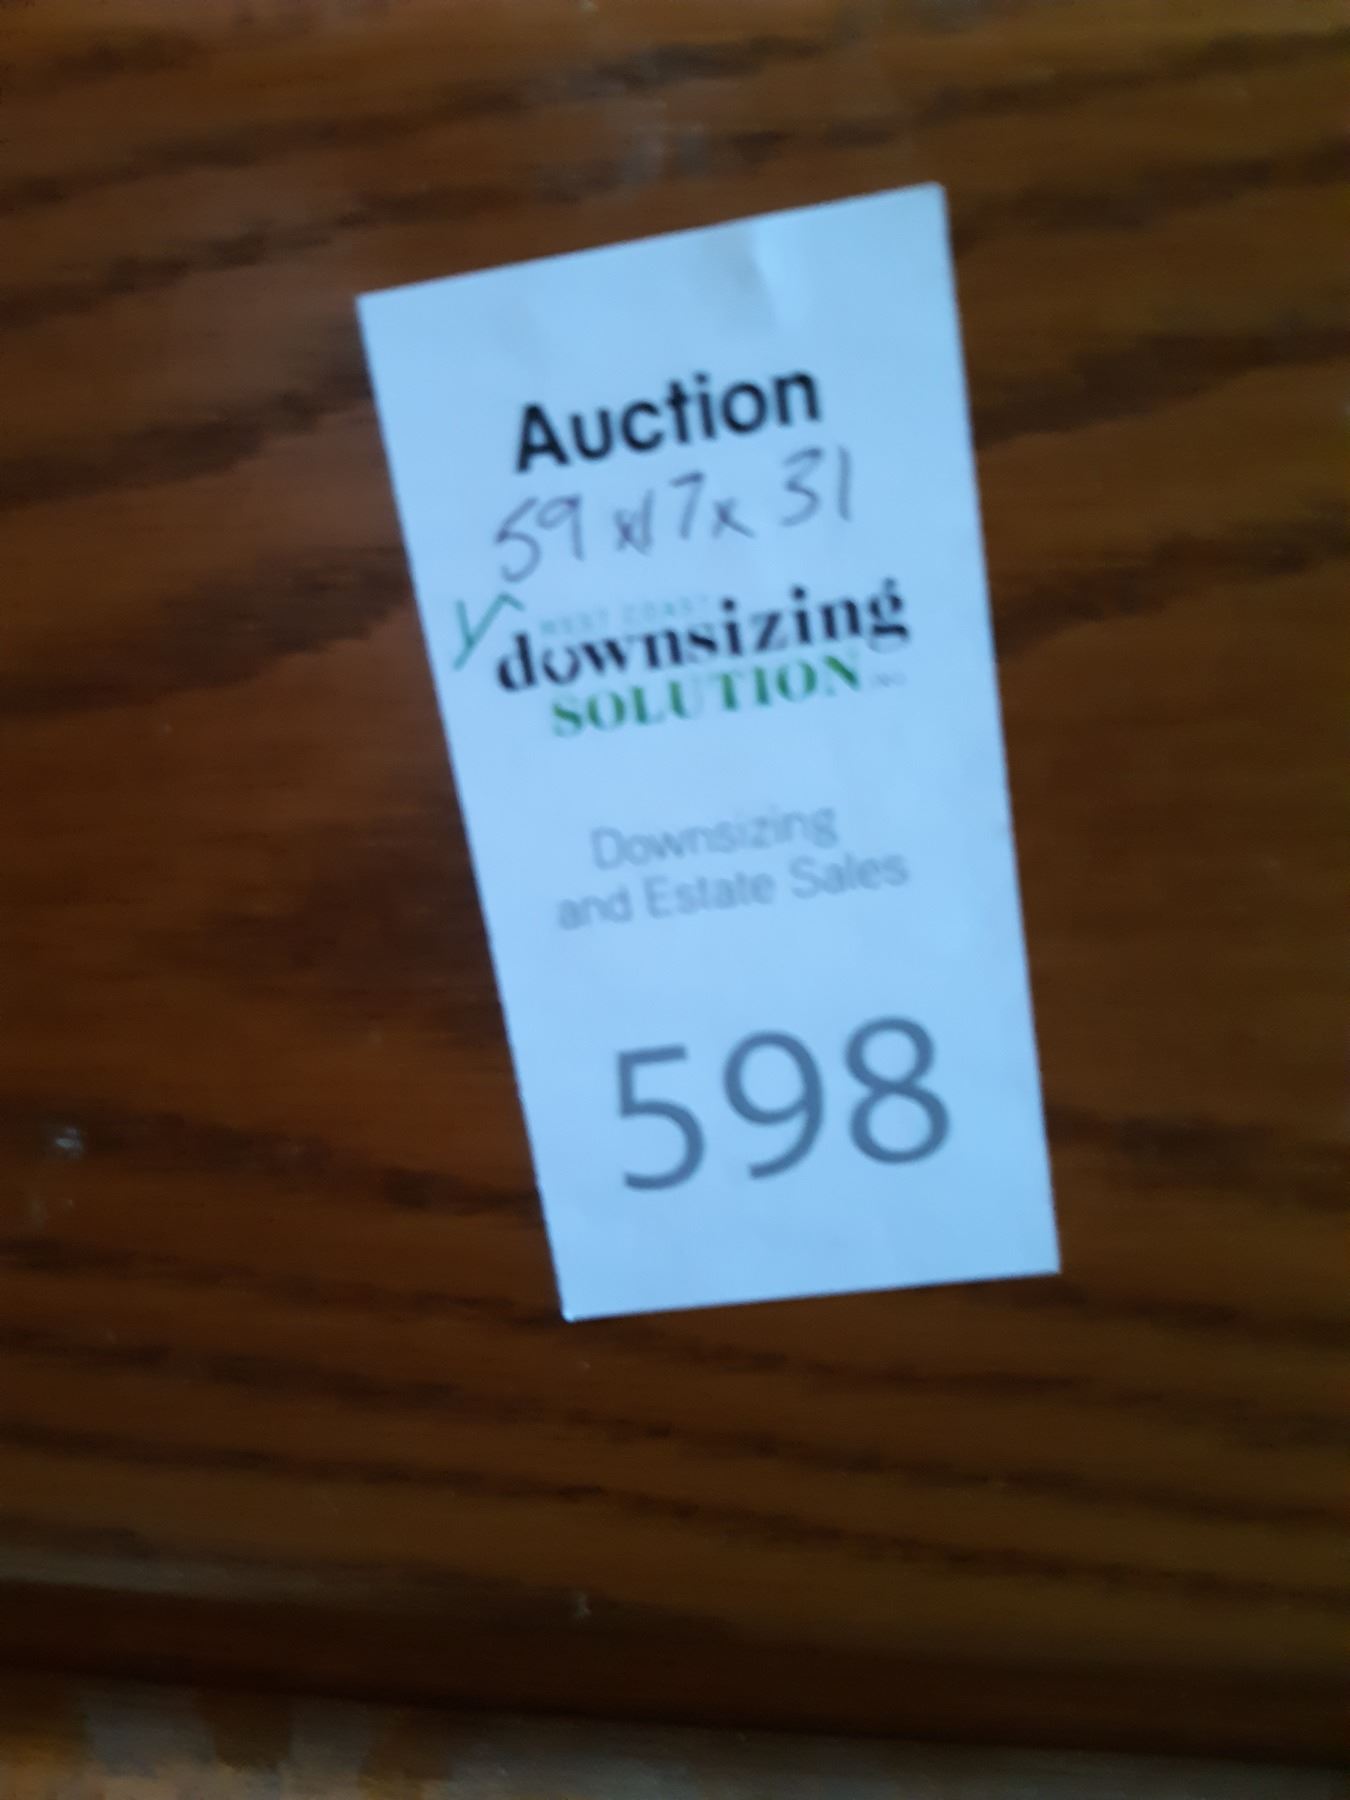 Auction
59 x 17 x 31
WEST COAST
downsizing
SOLUTION INC
Downsizing
and Estate Sales
598